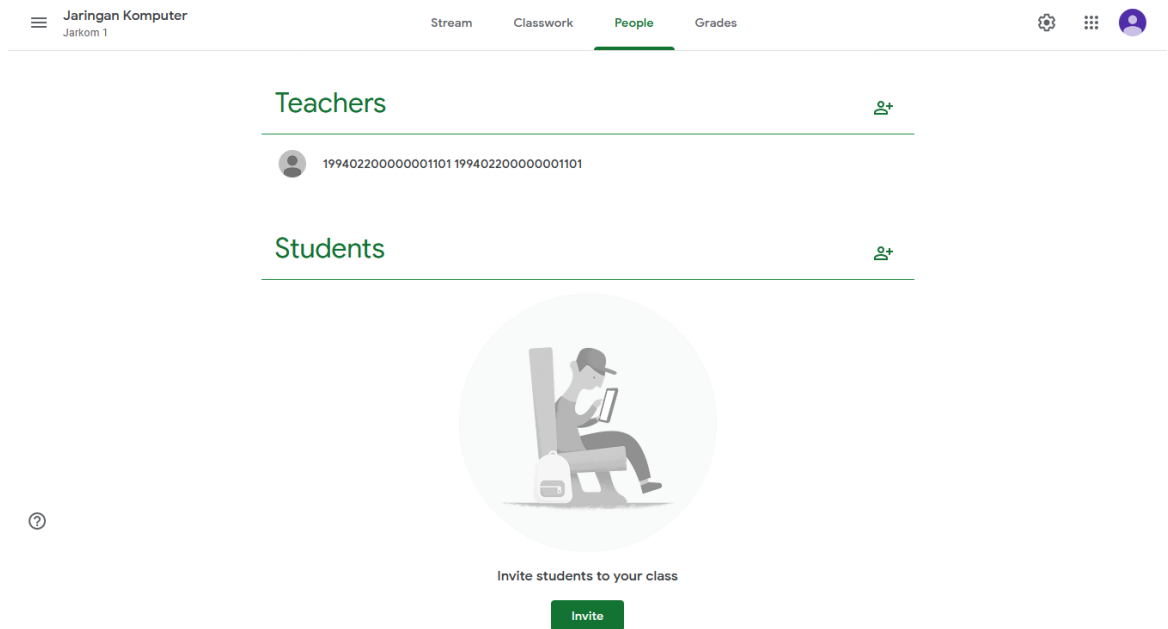 Jaringan Komputer
Jarkom 1
Stream Classwork People Grades
Teachers
199402200000001101 199402200000001101
Students
Invite students to your class
Invite